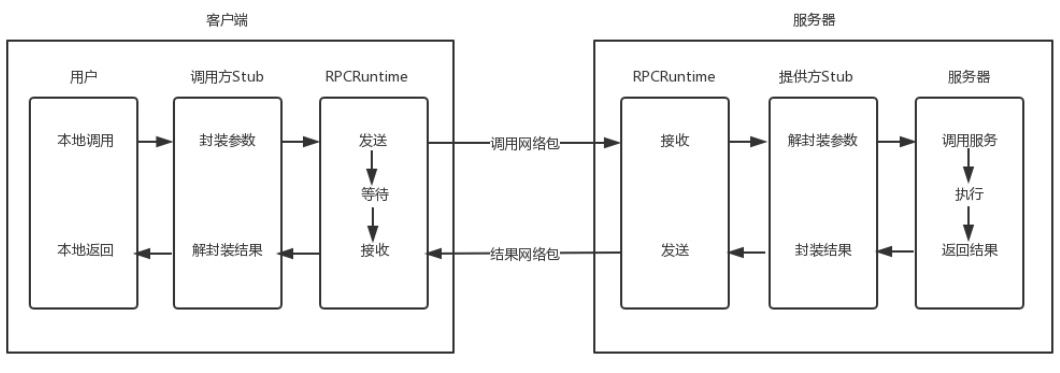 客户端
服务器
用户
调用方Stub
RPCRuntime
RPCRuntime
提供方Stub
服务器
本地调用
封装参数
发送
调用网络包
接收
解封装参数
调用服务
等待
执行
本地返回
解封装结果
接收
结果网络包
发送
封装结果
返回结果